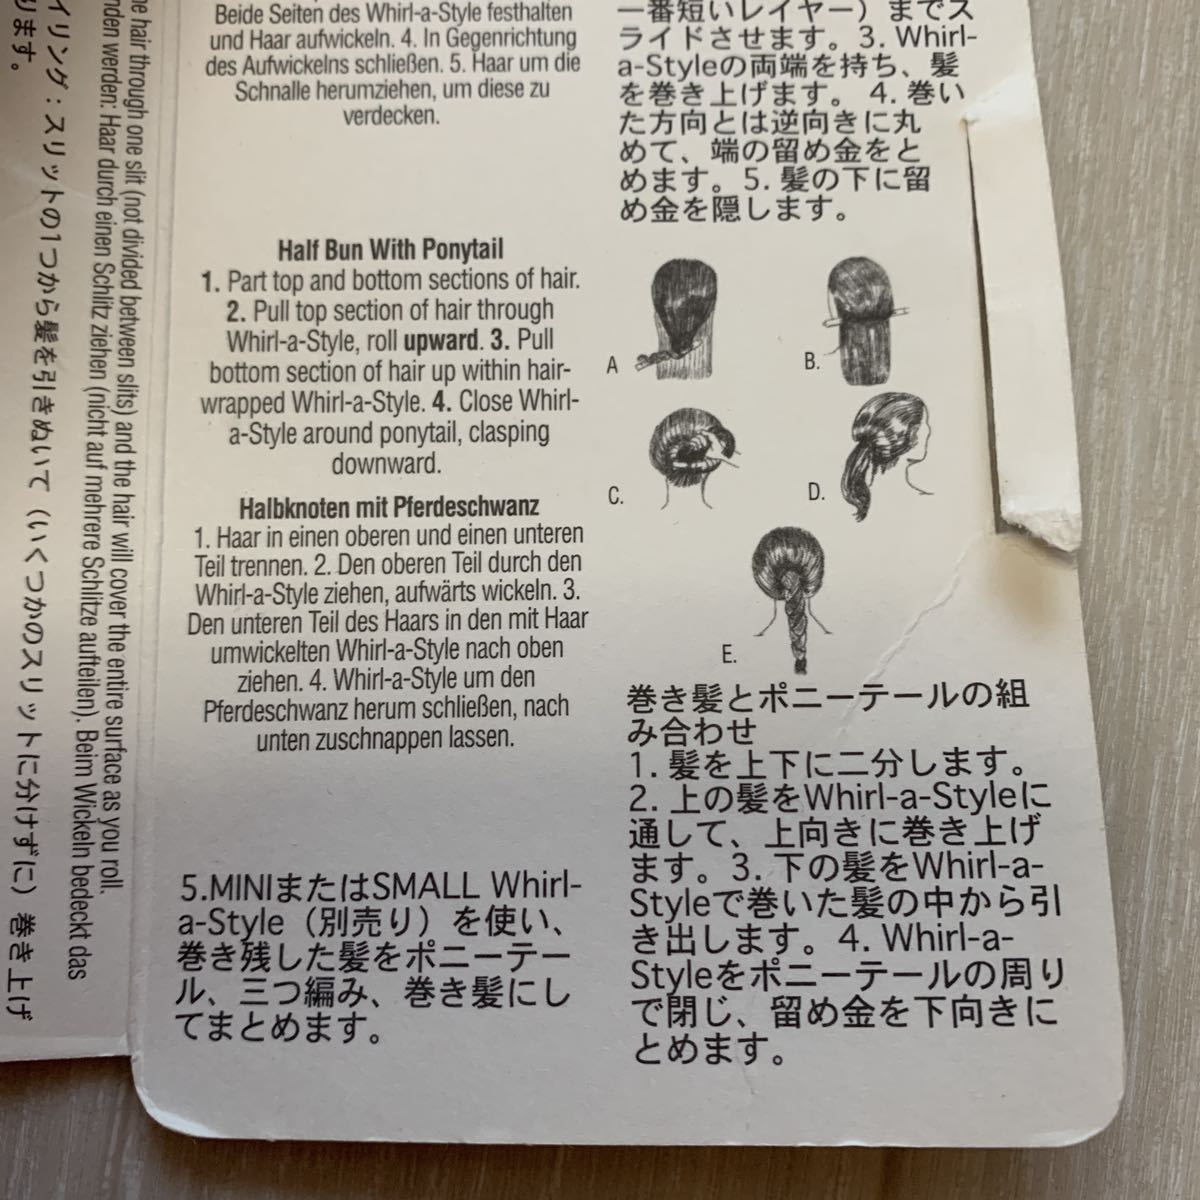 Beide Seiten des Whirl-a-Style festhalten
und Haar aufwickeln. 4. In Gegenrichtung
des Aufwickelns schließen. 5. Haar um die
Schnalle herumziehen, um diese zu
verdecken.
Half Bun With Ponytail
1. Part top and bottom sections of hair.
2. Pull top section of hair through
Whirl-a-Style, roll upward. 3. Pull
bottom section of hair up within hair-
wrapped Whirl-a-Style. 4. Close Whirl-
a-Style around ponytail, clasping
downward.
Halbknoten mit Pferdeschwanz
1. Haar in einen oberen und einen unteren
Teil trennen. 2. Den oberen Teil durch den
Whirl-a-Style ziehen, aufwärts wickeln. 3.
Den unteren Teil des Haars in den mit Haar
umwickelten Whirl-a-Style nach oben
ziehen. 4. Whirl-a-Style um den
Pferdeschwanz herum schließen, nach
unten zuschnappen lassen.
5.MINIまたはSMALL Whirl-
a-Style（別売り）を使い、
巻き残した髪をポニーテー
ル、三つ編み、巻き髪にし
てまとめます。
一番短いレイヤー）までス
ライドさせます。3. Whirl-
a-Styleの両端を持ち、髪
を巻き上げます。 4. 巻い
た方向とは逆向きに丸
めて、端の留め金をと
めます。5. 髪の下に留
め金を隠します。
A
B.
C.
D.
E.
巻き髪とポニーテールの組
み合わせ
1. 髪を上下に二分します。
2. 上の髪をWhirl-a-Styleに
通して、上向きに巻き上げ
ます。3. 下の髪をWhirl-a-
Styleで巻いた髪の中から引
き出します。4. Whirl-a-
Styleをポニーテールの周り
で閉じ、留め金を下向きに
とめます。
hair through one slit (not divided between slits) and the hair will cover the entire surface as you roll.
werden: Haar durch einen Schlitz ziehen (nicht auf mehrere Schlitze aufteilen). Beim Wickeln bedeckt das
イリング：スリットの1つから髪を引きぬいて（いくつかのスリットに分けずに）巻き上げ
ります。